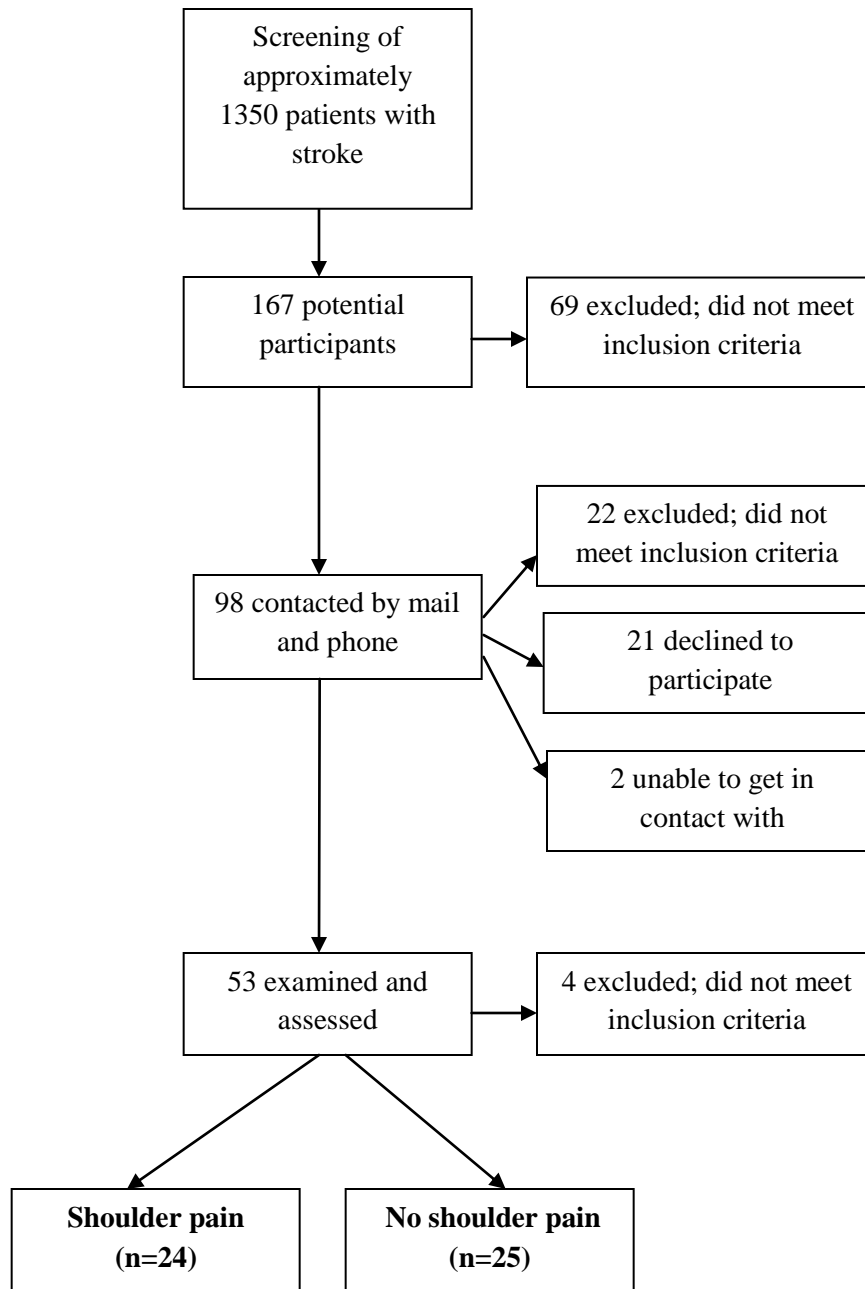 Screening of
approximately
1350 patients with
stroke
167 potential
participants
69 excluded; did not meet
inclusion criteria
22 excluded; did not
meet inclusion criteria
98 contacted by mail
and phone
21 declined to
participate
2 unable to get in
contact with
53 examined and
assessed
4 excluded; did not meet
inclusion criteria
Shoulder pain
(n=24)
No shoulder pain
(n=25)